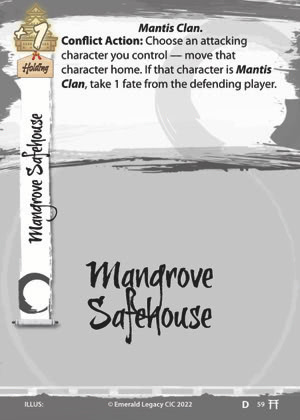 1
Holding
Mantis Clan.
Conflict Action: Choose an attacking
character you control — move that
character home. If that character is Mantis
Clan, take 1 fate from the defending player.
Mangrove Safehouse
Mangrove
Safehouse
ILLUS:
© Emerald Legacy CIC 2022
D 59